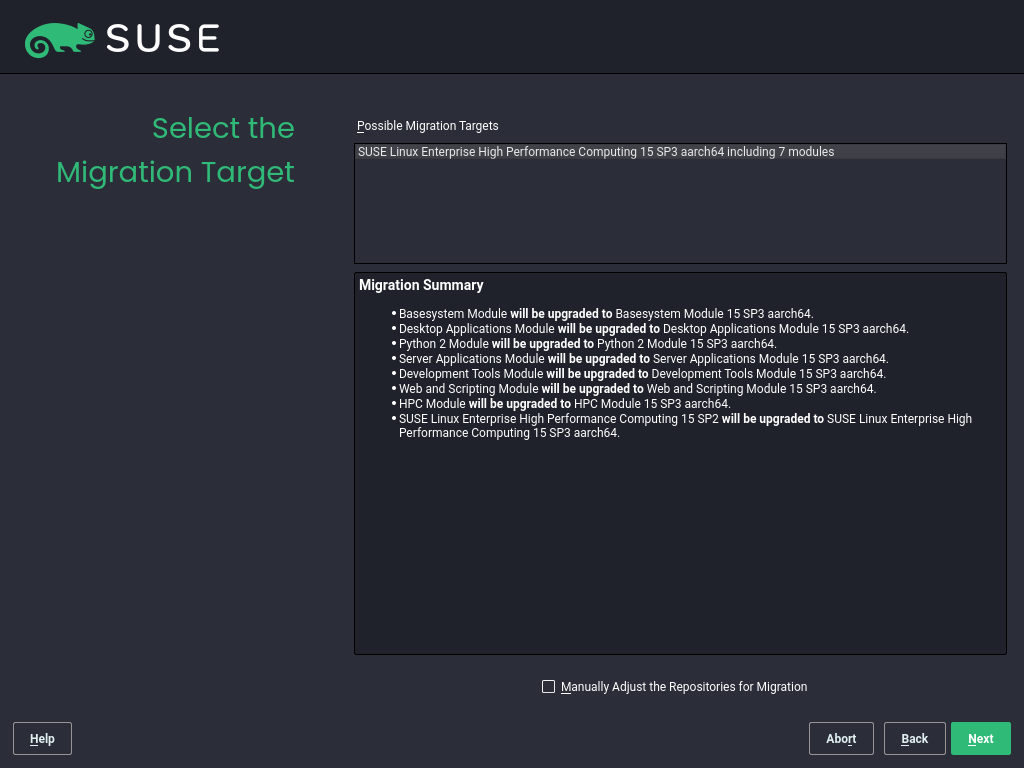 SUSE
Select the
Migration Target
Possible Migration Targets
SUSE Linux Enterprise High Performance Computing 15 SP3 aarch64 including 7 modules
Migration Summary
• Basesystem Module will be upgraded to Basesystem Module 15 SP3 aarch64.
• Desktop Applications Module will be upgraded to Desktop Applications Module 15 SP3 aarch64.
• Python 2 Module will be upgraded to Python 2 Module 15 SP3 aarch64.
• Server Applications Module will be upgraded to Server Applications Module 15 SP3 aarch64.
• Development Tools Module will be upgraded to Development Tools Module 15 SP3 aarch64.
• Web and Scripting Module will be upgraded to Web and Scripting Module 15 SP3 aarch64.
• HPC Module will be upgraded to HPC Module 15 SP3 aarch64.
• SUSE Linux Enterprise High Performance Computing 15 SP2 will be upgraded to SUSE Linux Enterprise High
Performance Computing 15 SP3 aarch64.
Manually Adjust the Repositories for Migration
Help
Abort
Back
Next